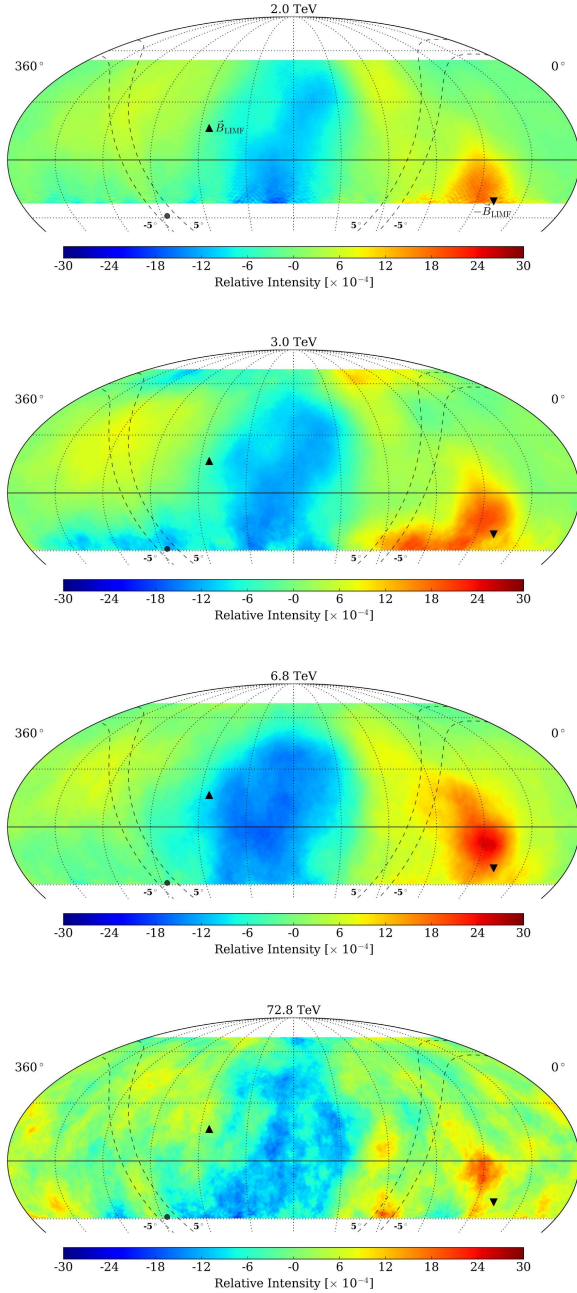 2.0 TeV
360°
0°
$\vec{B}_{\rm LIMF}$
$-\vec{B}_{\rm LIMF}$
-5° 5° 5° -5°
-30 -24 -18 -12 -6 -0 6 12 18 24 30
Relative Intensity [× 10⁻⁴]
3.0 TeV
360°
0°
-5° 5° 5° -5°
-30 -24 -18 -12 -6 -0 6 12 18 24 30
Relative Intensity [× 10⁻⁴]
6.8 TeV
360°
0°
-5° 5° 5° -5°
-30 -24 -18 -12 -6 -0 6 12 18 24 30
Relative Intensity [× 10⁻⁴]
72.8 TeV
360°
0°
-5° 5° 5° -5°
-30 -24 -18 -12 -6 -0 6 12 18 24 30
Relative Intensity [× 10⁻⁴]